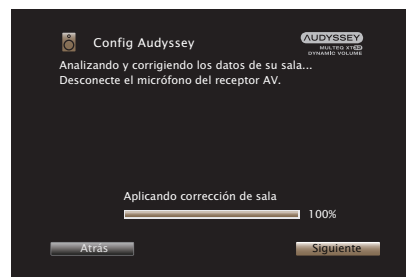 Config Audyssey
AUDYSSEY
MULTEQ XT32
DYNAMIC VOLUME
Analizando y corrigiendo los datos de su sala...
Desconecte el micrófono del receptor AV.
Aplicando corrección de sala
100%
Atrás
Siguiente